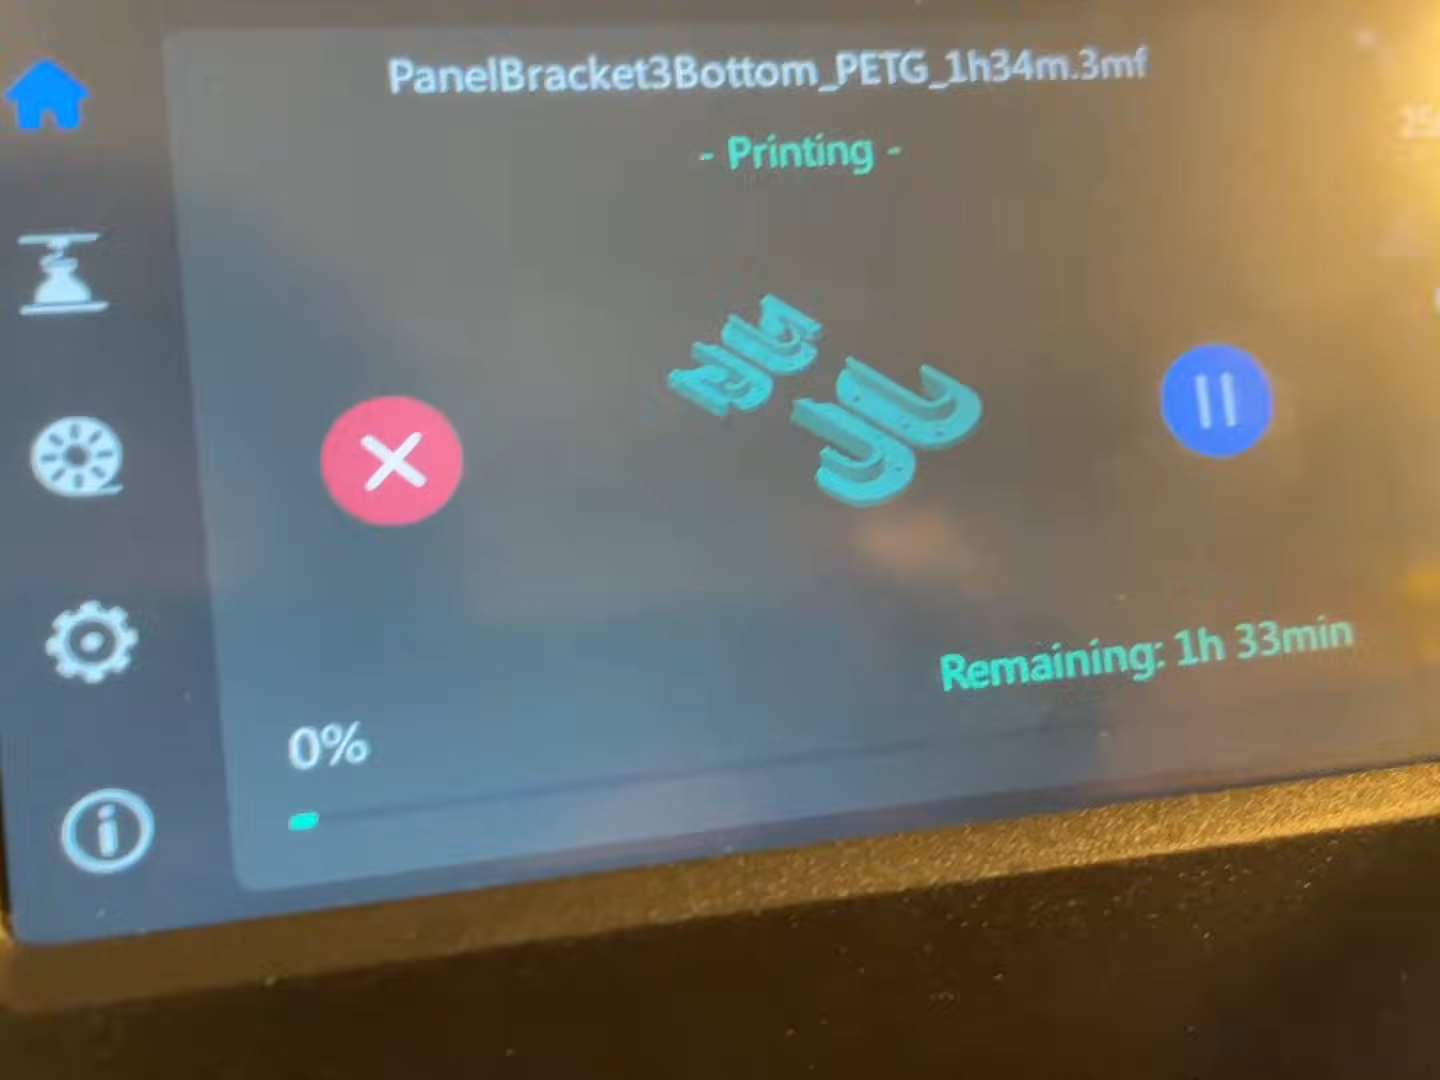 PanelBracket3Bottom_PETG_1h34m.3mf
- Printing -
Remaining: 1h 33min
0%